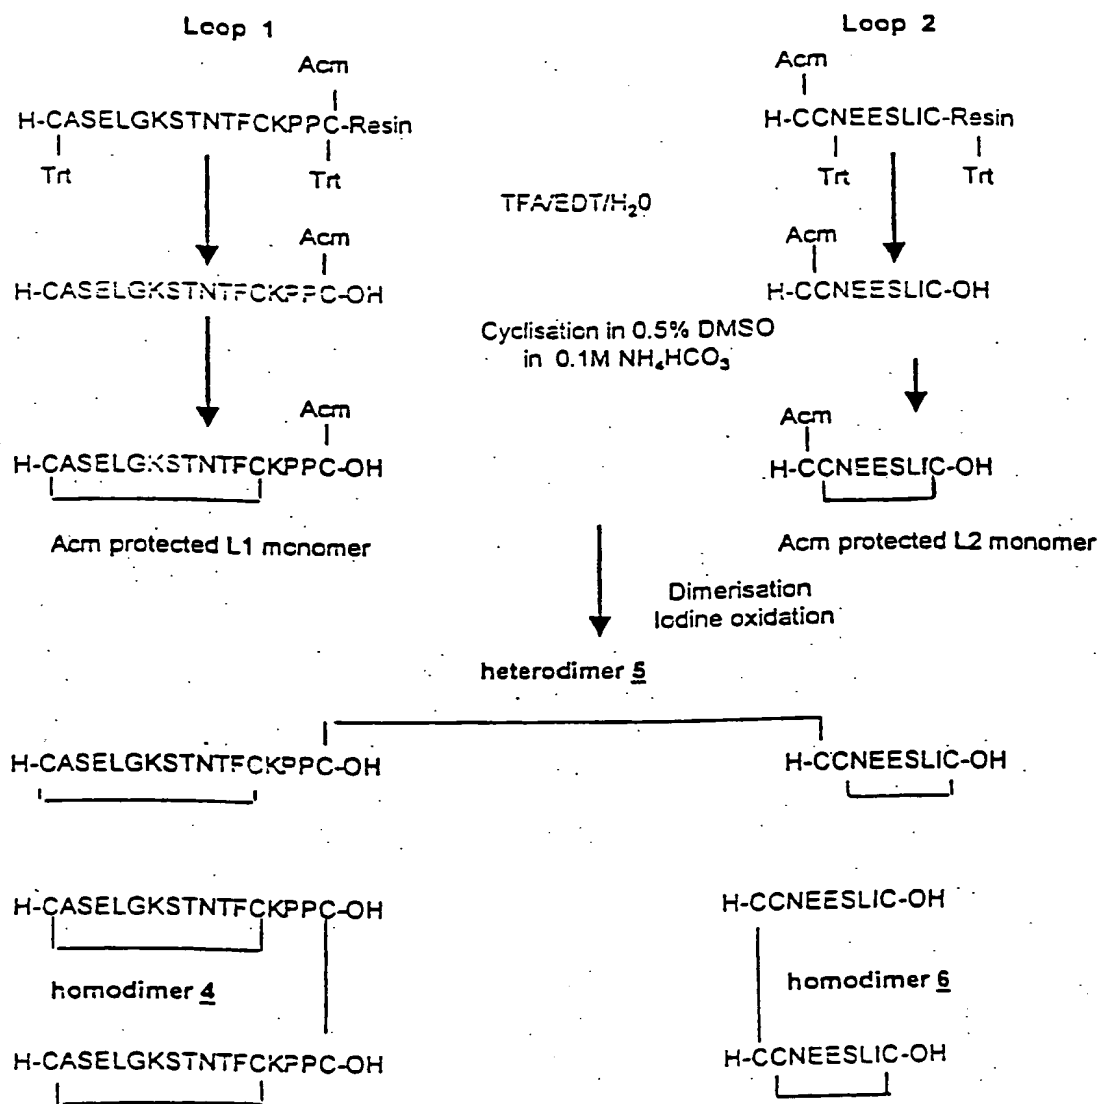 Loop 1
Loop 2
Acm
Acm
H-CASELGKSTNTFCKPPC-Resin
H-CCNEESLIC-Resin
Trt
Trt
Trt
Trt
TFA/EDT/H₂O
Acm
Acm
H-CASELGKSTNTFCKPPC-OH
H-CCNEESLIC-OH
Cyclisation in 0.5% DMSO
in 0.1M NH₄HCO₃
Acm
Acm
H-CASELGKSTNTFCKPPC-OH
H-CCNEESLIC-OH
Acm protected L1 monomer
Acm protected L2 monomer
Dimerisation
Iodine oxidation
heterodimer 5
H-CASELGKSTNTFCKPPC-OH
H-CCNEESLIC-OH
H-CASELGKSTNTFCKPPC-OH
H-CCNEESLIC-OH
homodimer 4
homodimer 6
H-CASELGKSTNTFCKPPC-OH
H-CCNEESLIC-OH